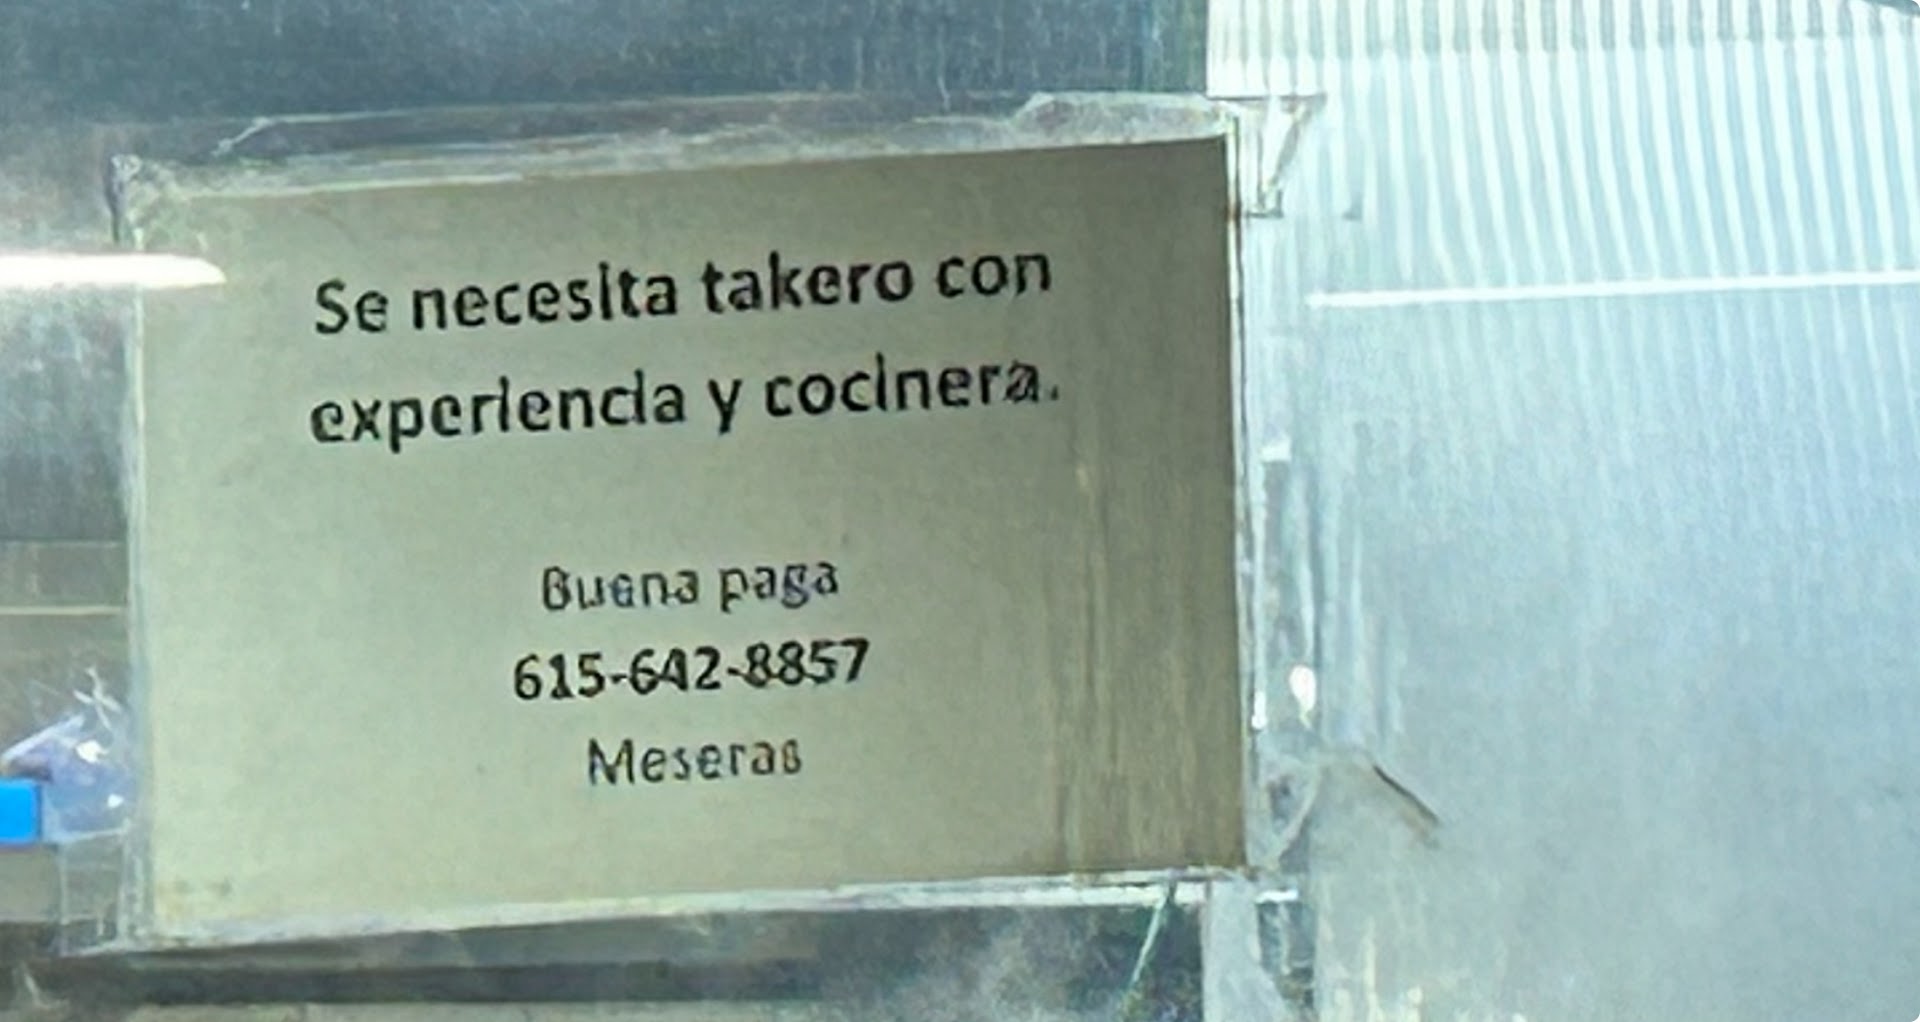 Se necesita takero con
experiencia y cocinera.
Buena paga
615-642-8857
Meseras